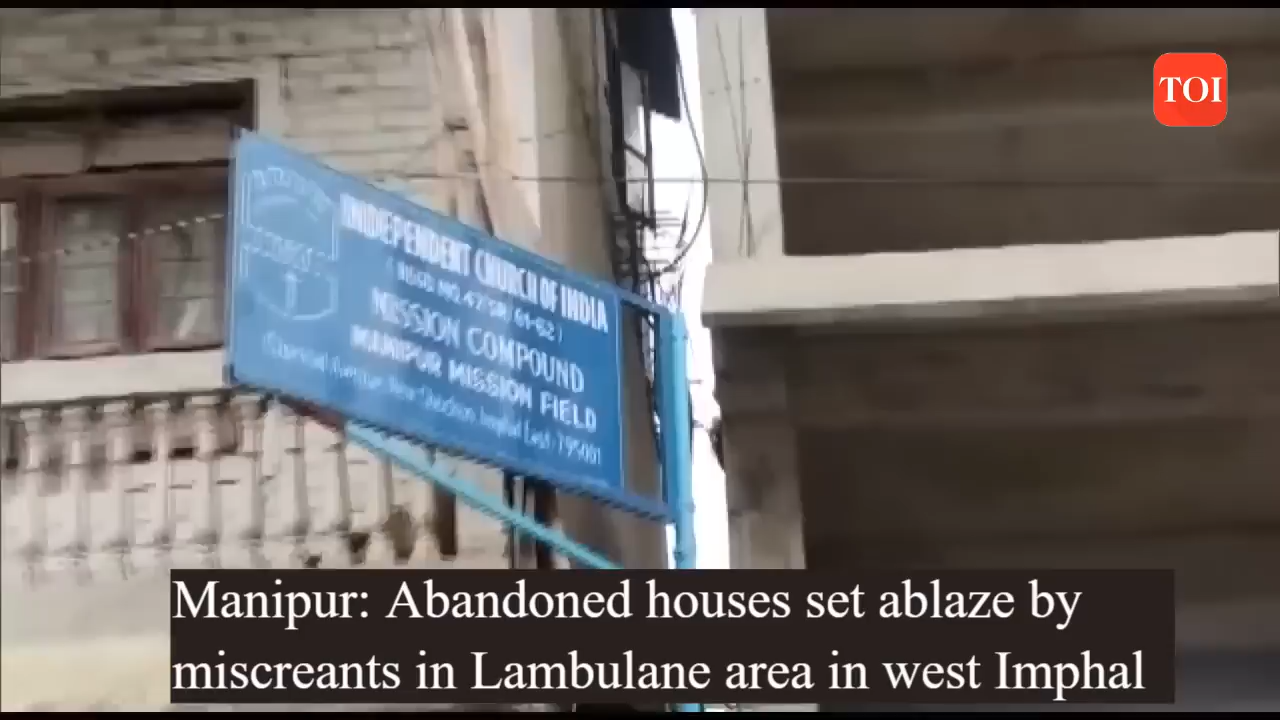 TOI
INDEPENDENT CHURCH OF INDIA
MISSION COMPOUND
MANIPUR MISSION FIELD
Imphal East-795001
Manipur: Abandoned houses set ablaze by
miscreants in Lambulane area in west Imphal